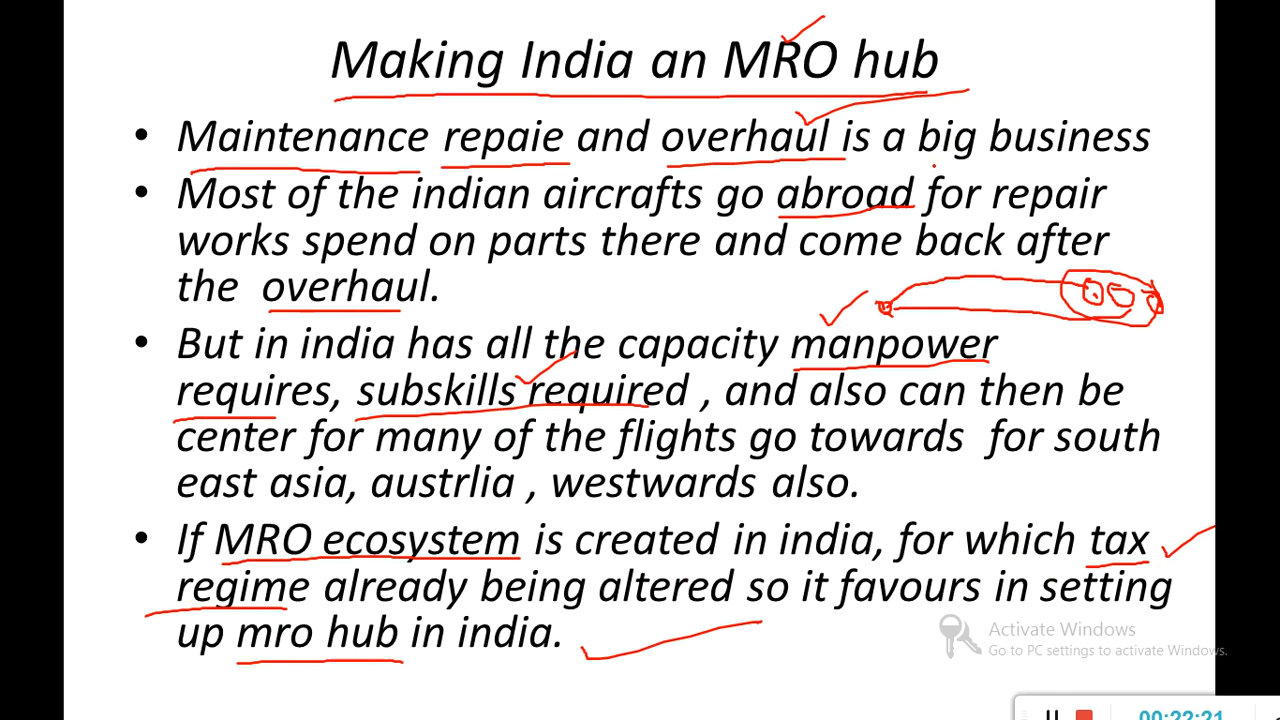 Making India an MRO hub
• Maintenance repaie and overhaul is a big business
• Most of the indian aircrafts go abroad for repair
works spend on parts there and come back after
the overhaul.
• But in india has all the capacity manpower
requires, subskills required , and also can then be
center for many of the flights go towards for south
east asia, austrlia , westwards also.
• If MRO ecosystem is created in india, for which tax
regime already being altered so it favours in setting
up mro hub in india.
Activate Windows
Go to PC settings to activate Windows.
00:22:21